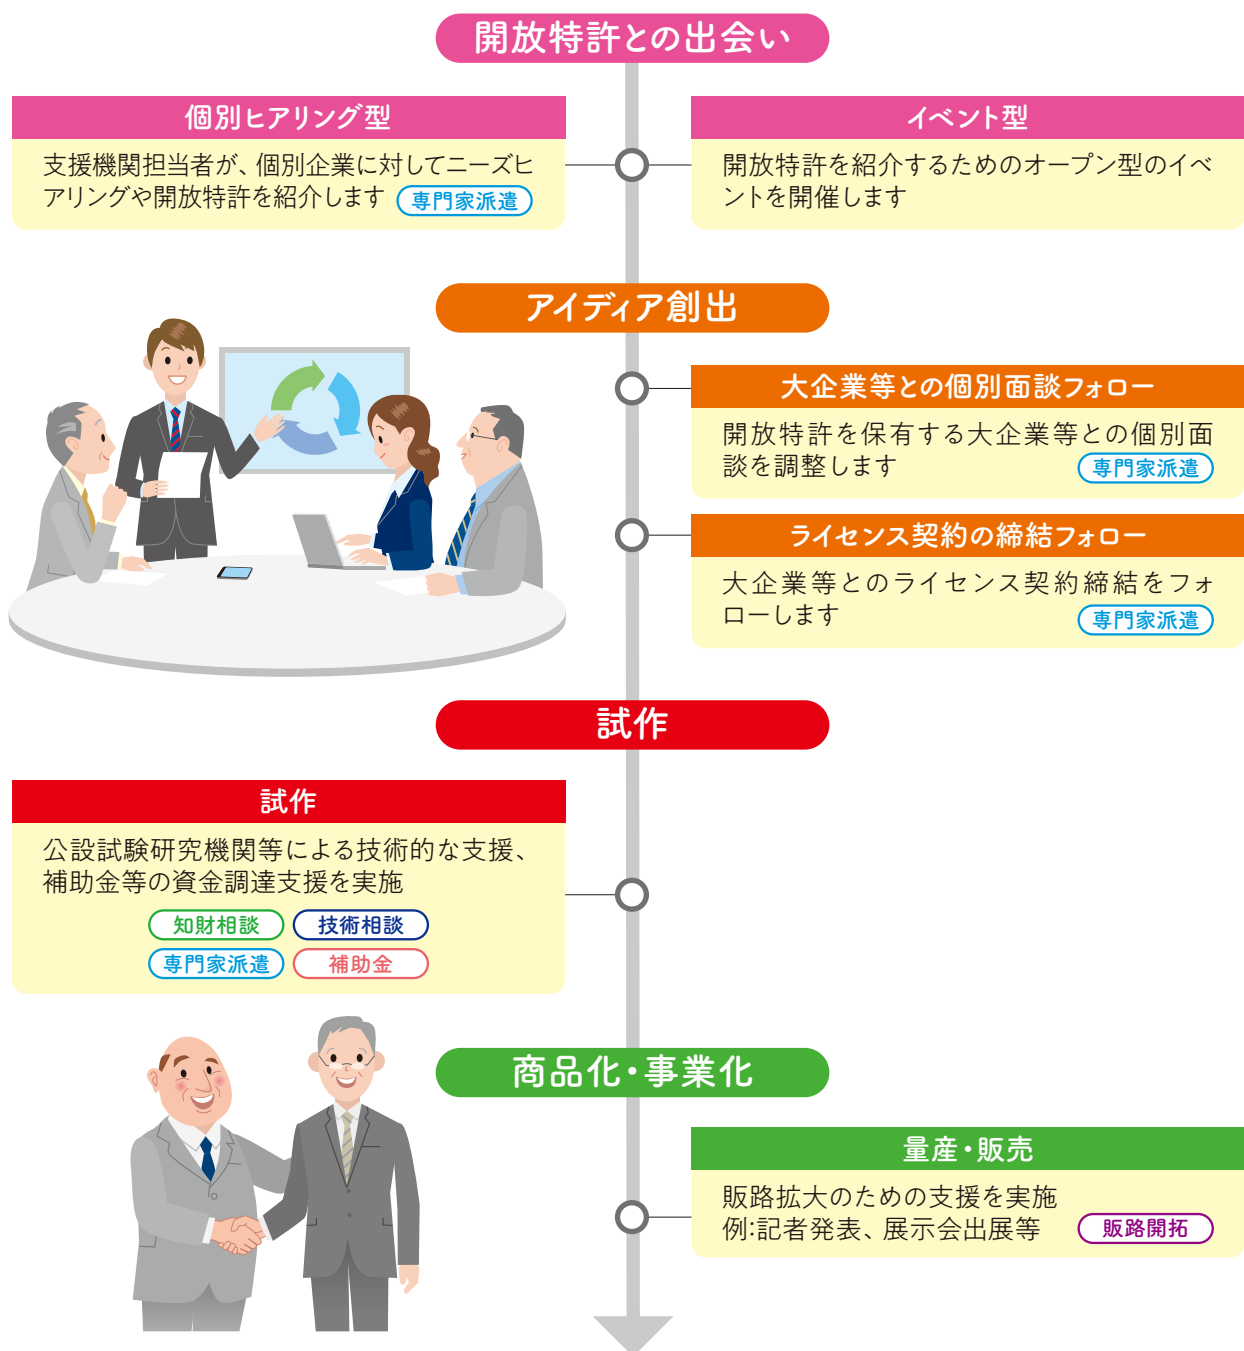 開放特許との出会い
個別ヒアリング型
支援機関担当者が、個別企業に対してニーズヒ
アリングや開放特許を紹介します
専門家派遣
イベント型
開放特許を紹介するためのオープン型のイベ
ントを開催します
アイディア創出
大企業等との個別面談フォロー
開放特許を保有する大企業等との個別面
談を調整します
専門家派遣
ライセンス契約の締結フォロー
大企業等とのライセンス契約締結をフォ
ローします
専門家派遣
試作
試作
公設試験研究機関等による技術的な支援、
補助金等の資金調達支援を実施
知財相談
技術相談
専門家派遣
補助金
商品化・事業化
量産・販売
販路拡大のための支援を実施
例:記者発表、展示会出展等
販路開拓